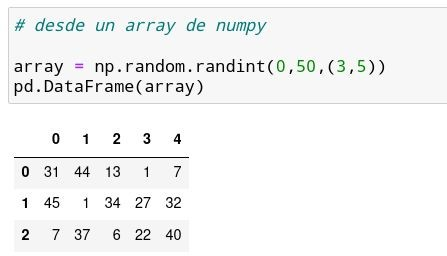 # desde un array de numpy
array = np.random.randint(0,50,(3,5))
pd.DataFrame(array)
0 1 2 3 4
0 31 44 13 1 7
1 45 1 34 27 32
2 7 37 6 22 40